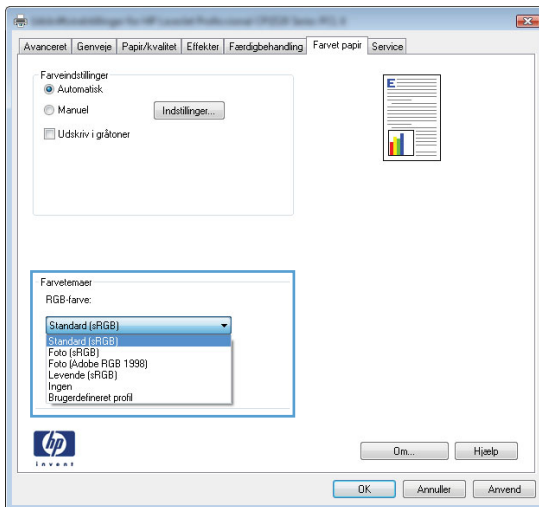 Avanceret Genveje Papir/kvalitet Effekter Færdigbehandling Farvet papir Service
Farveindstillinger
Automatisk
Manuel Indstillinger...
Udskriv i gråtoner
E
Farvetemaer
RGB-farve:
Standard (sRGB)
Standard (sRGB)
Foto (sRGB)
Foto (Adobe RGB 1998)
Levende (sRGB)
Ingen
Brugerdefineret profil
hp
invent
Om... Hjælp
OK Annuller Anvend